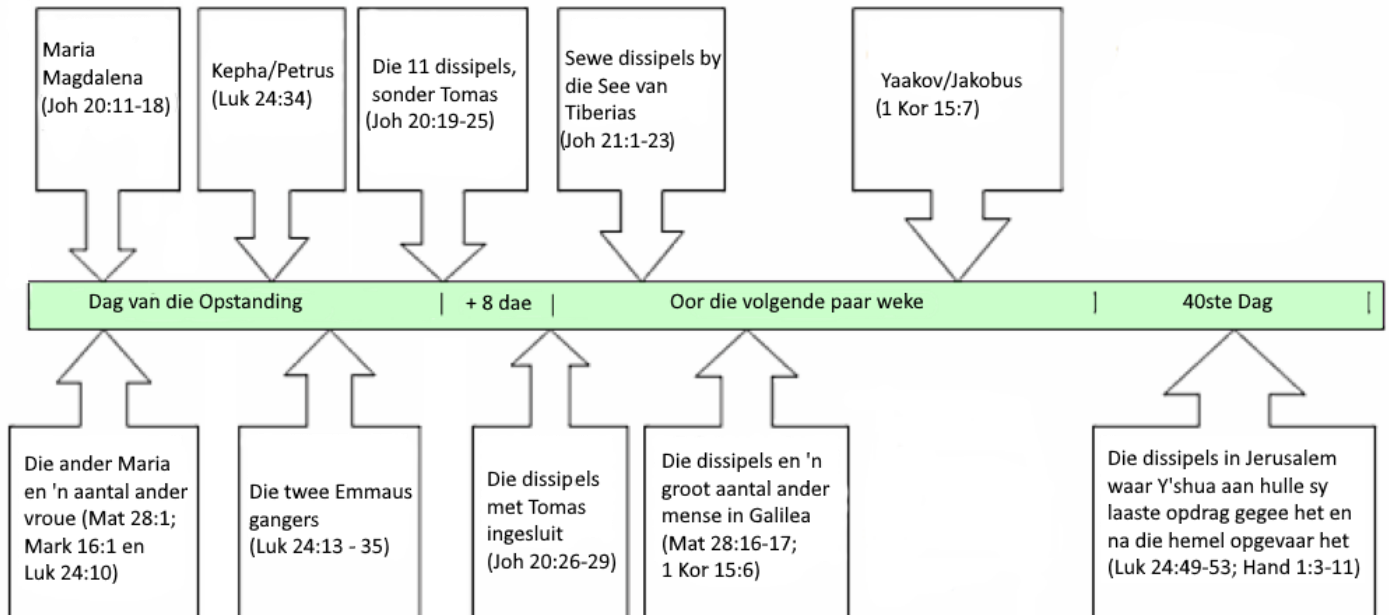 Maria
Magdalena
(Joh 20:11-18)
Kepha/Petrus
(Luk 24:34)
Die 11 dissipels,
sonder Tomas
(Joh 20:19-25)
Sewe dissipels by
die See van
Tiberias
(Joh 21:1-23)
Yaakov/Jakobus
(1 Kor 15:7)
Dag van die Opstanding | + 8 dae | Oor die volgende paar weke | 40ste Dag |
Die ander Maria
en 'n aantal ander
vroue (Mat 28:1;
Mark 16:1 en
Luk 24:10)
Die twee Emmaus
gangers
(Luk 24:13 - 35)
Die dissipels
met Tomas
ingesluit
(Joh 20:26-29)
Die dissipels en 'n
groot aantal ander
mense in Galilea
(Mat 28:16-17;
1 Kor 15:6)
Die dissipels in Jerusalem
waar Y'shua aan hulle sy
laaste opdrag gegee het en
na die hemel opgevaar het
(Luk 24:49-53; Hand 1:3-11)